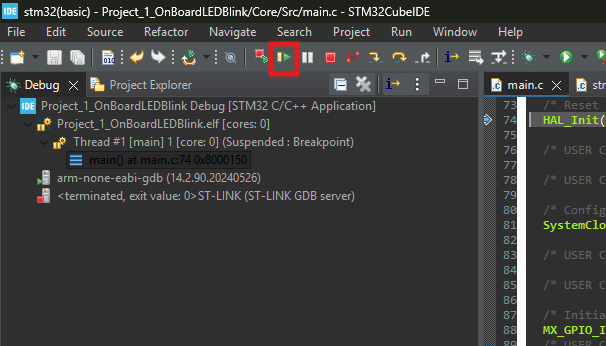 IDE stm32(basic) - Project_1_OnBoardLEDBlink/Core/Src/main.c - STM32CubeIDE
File Edit Source Refactor Navigate Search Project Run Window Help
010
Debug Project Explorer
main.c st
IDE Project_1_OnBoardLEDBlink Debug [STM32 C/C++ Application]
Project_1_OnBoardLEDBlink.elf [cores: 0]
Thread #1 [main] 1 [core: 0] (Suspended : Breakpoint)
main() at main.c:74 0x8000150
arm-none-eabi-gdb (14.2.90.20240526)
<terminated, exit value: 0>ST-LINK (ST-LINK GDB server)
73 /* Reset
74 HAL_Init(
75
76 /* USER C
77
78 /* USER C
79
80 /* Config
81 SystemClo
82
83 /* USER C
84
85 /* USER C
86
87 /* Initia
88 MX_GPIO_I
89 /* USER C